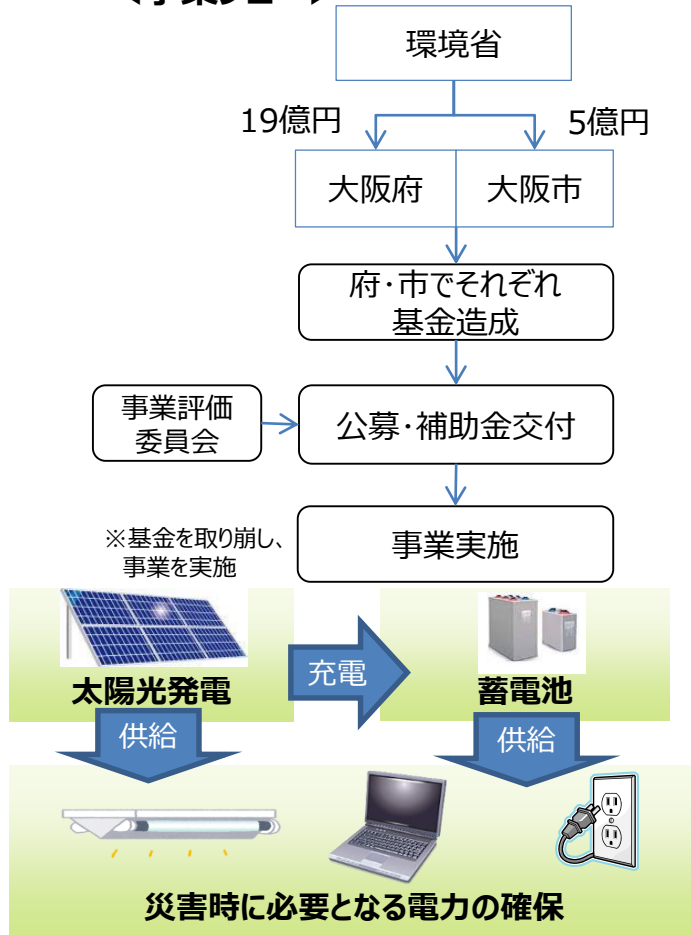 環境省
19億円
5億円
大阪府
大阪市
府・市でそれぞれ
基金造成
事業評価
委員会
公募・補助金交付
※基金を取り崩し、
事業を実施
事業実施
太陽光発電
充電
蓄電池
供給
供給
災害時に必要となる電力の確保